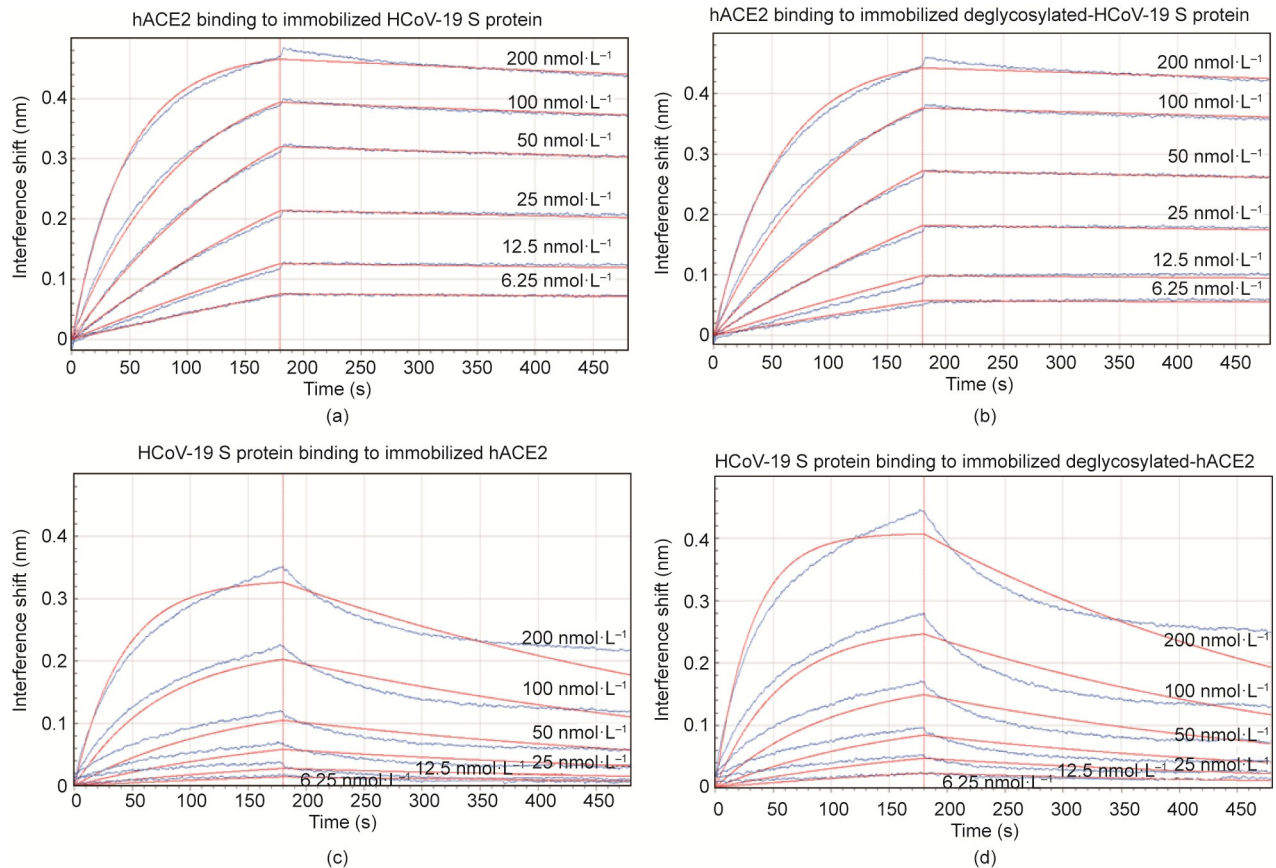 hACE2 binding to immobilized HCoV-19 S protein
Interference shift (nm)
0.4
0.3
0.2
0.1
0
200 nmol·L⁻¹
100 nmol·L⁻¹
50 nmol·L⁻¹
25 nmol·L⁻¹
12.5 nmol·L⁻¹
6.25 nmol·L⁻¹
0 50 100 150 200 250 300 350 400 450
Time (s)
(a)
hACE2 binding to immobilized deglycosylated-HCoV-19 S protein
Interference shift (nm)
0.4
0.3
0.2
0.1
0
200 nmol·L⁻¹
100 nmol·L⁻¹
50 nmol·L⁻¹
25 nmol·L⁻¹
12.5 nmol·L⁻¹
6.25 nmol·L⁻¹
0 50 100 150 200 250 300 350 400 450
Time (s)
(b)
HCoV-19 S protein binding to immobilized hACE2
Interference shift (nm)
0.4
0.3
0.2
0.1
0
200 nmol·L⁻¹
100 nmol·L⁻¹
50 nmol·L⁻¹
25 nmol·L⁻¹
12.5 nmol·L⁻¹
6.25 nmol·L⁻¹
0 50 100 150 200 250 300 350 400 450
Time (s)
(c)
HCoV-19 S protein binding to immobilized deglycosylated-hACE2
Interference shift (nm)
0.4
0.3
0.2
0.1
0
200 nmol·L⁻¹
100 nmol·L⁻¹
50 nmol·L⁻¹
25 nmol·L⁻¹
12.5 nmol·L⁻¹
6.25 nmol·L⁻¹
0 50 100 150 200 250 300 350 400 450
Time (s)
(d)